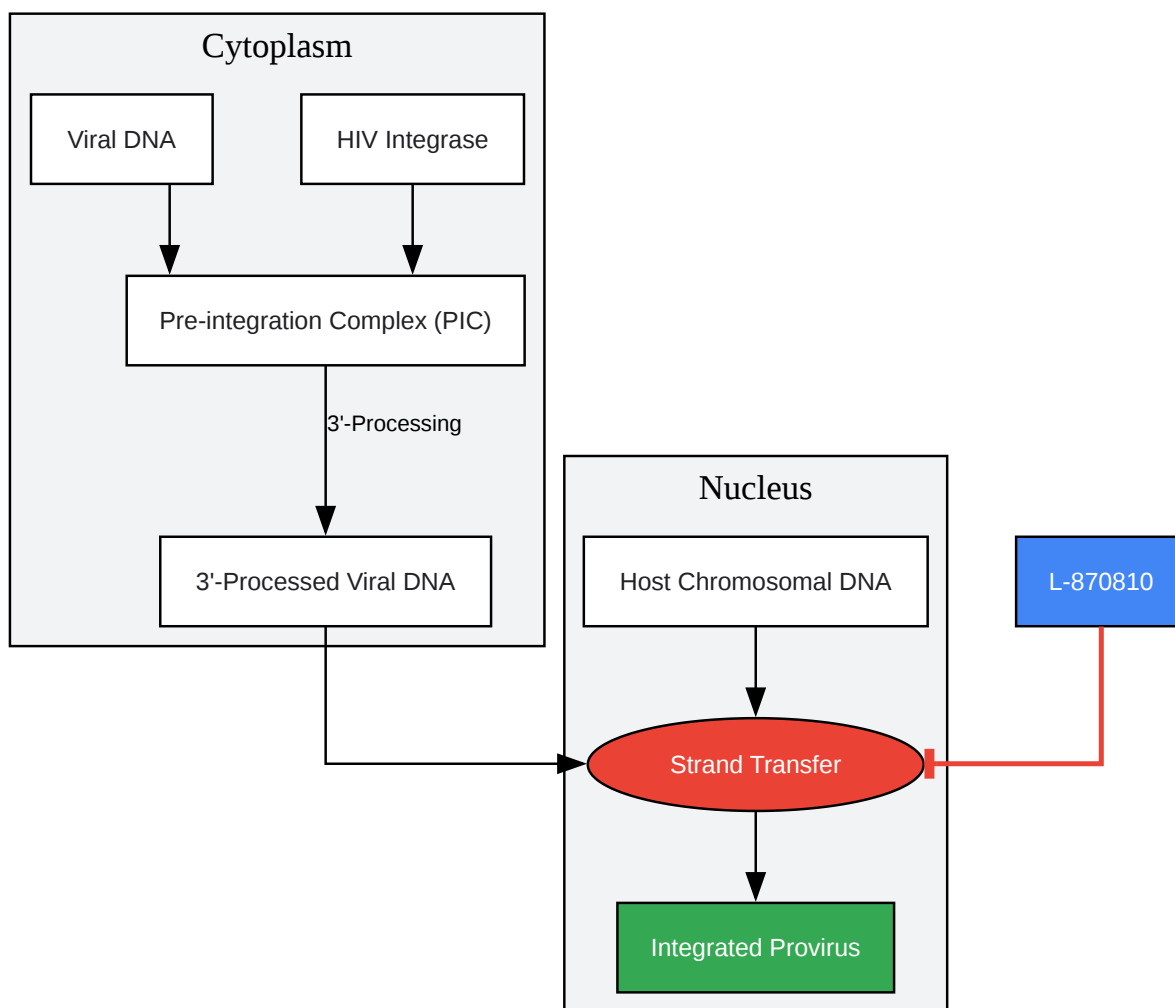 Cytoplasm
Viral DNA
HIV Integrase
Pre-integration Complex (PIC)
3'-Processing
3'-Processed Viral DNA
Nucleus
Host Chromosomal DNA
L-870810
Strand Transfer
Integrated Provirus